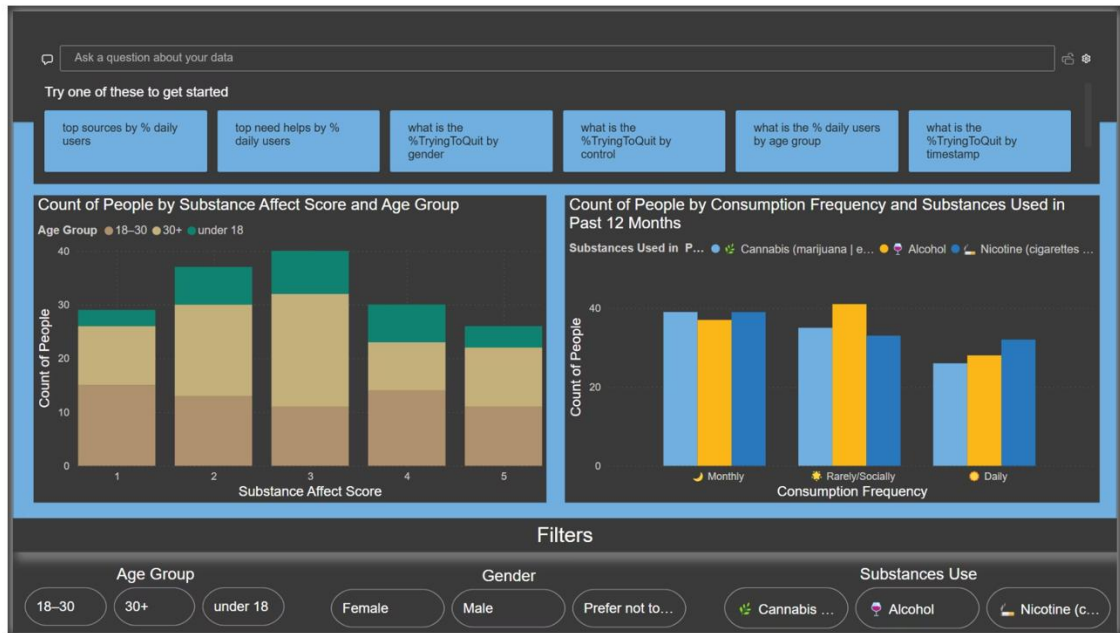 Ask a question about your data
Try one of these to get started
top sources by % daily
users
top need helps by %
daily users
what is the
%TryingToQuit by
gender
what is the
%TryingToQuit by
control
what is the % daily users
by age group
what is the
%TryingToQuit by
timestamp
Count of People by Substance Affect Score and Age Group
Age Group 18–30 30+ under 18
40
30
20
10
0
Count of People
1 2 3 4 5
Substance Affect Score
Count of People by Consumption Frequency and Substances Used in
Past 12 Months
Substances Used in P... Cannabis (marijuana | e... Alcohol Nicotine (cigarettes ...
40
20
0
Count of People
Monthly Rarely/Socially Daily
Consumption Frequency
Filters
Age Group
18–30 30+ under 18
Gender
Female Male Prefer not to...
Substances Use
Cannabis ... Alcohol Nicotine (c...